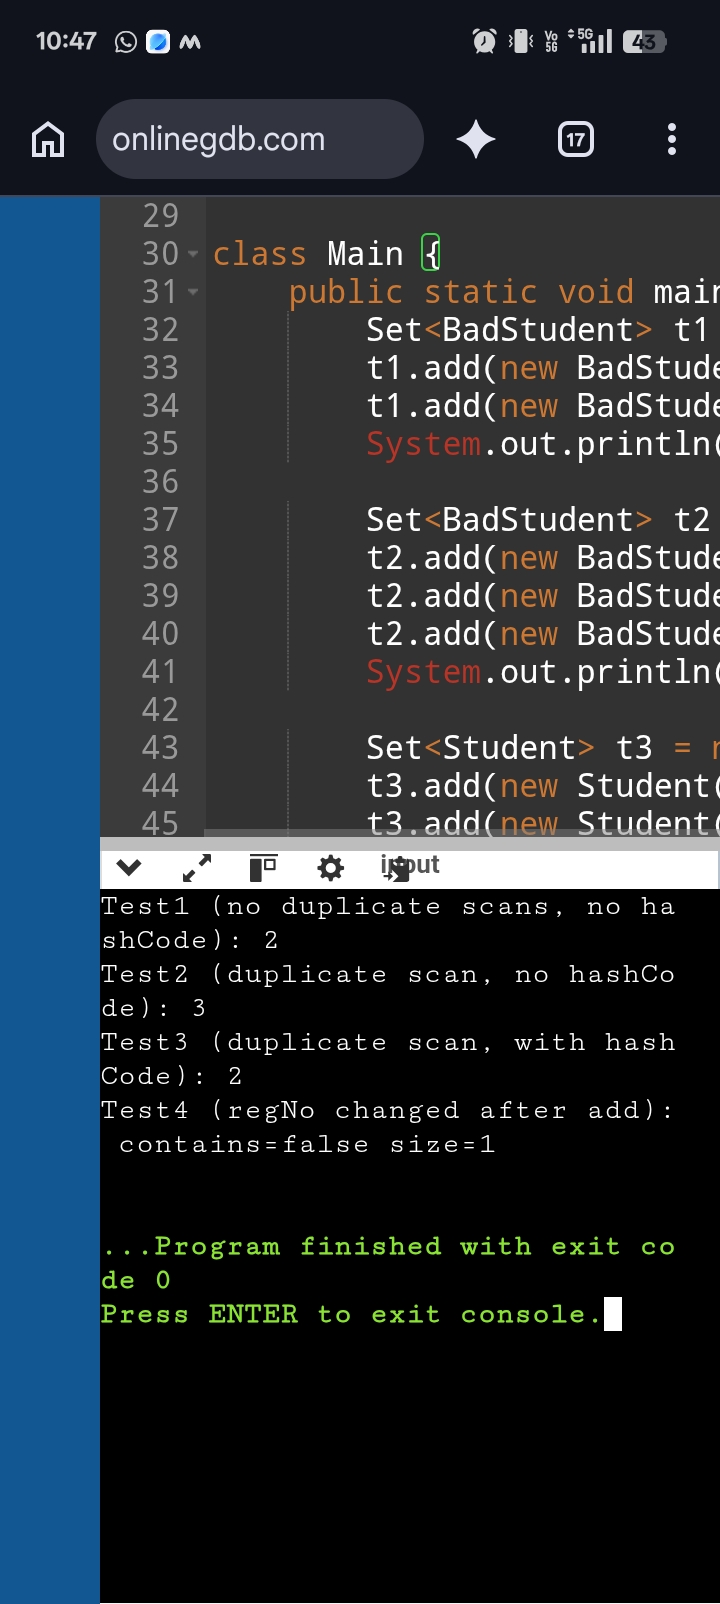 10:47 Vo 5G 5G 43
onlinegdb.com 17
29
30 class Main {
31 public static void main
32 Set<BadStudent> t1
33 t1.add(new BadStude
34 t1.add(new BadStude
35 System.out.println(
36
37 Set<BadStudent> t2
38 t2.add(new BadStude
39 t2.add(new BadStude
40 t2.add(new BadStude
41 System.out.println(
42
43 Set<Student> t3 = n
44 t3.add(new Student(
45 t3.add(new Student(
input
Test1 (no duplicate scans, no ha
shCode): 2
Test2 (duplicate scan, no hashCo
de): 3
Test3 (duplicate scan, with hash
Code): 2
Test4 (regNo changed after add):
contains=false size=1
...Program finished with exit co
de 0
Press ENTER to exit console.